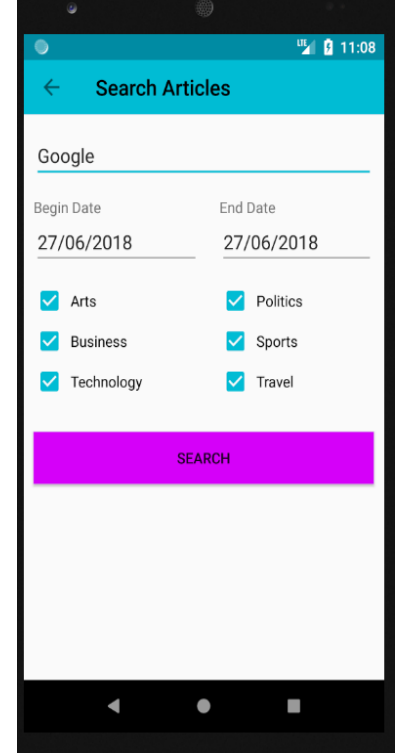 LTE 11:08
Search Articles
Google
Begin Date End Date
27/06/2018 27/06/2018
Arts Politics
Business Sports
Technology Travel
SEARCH